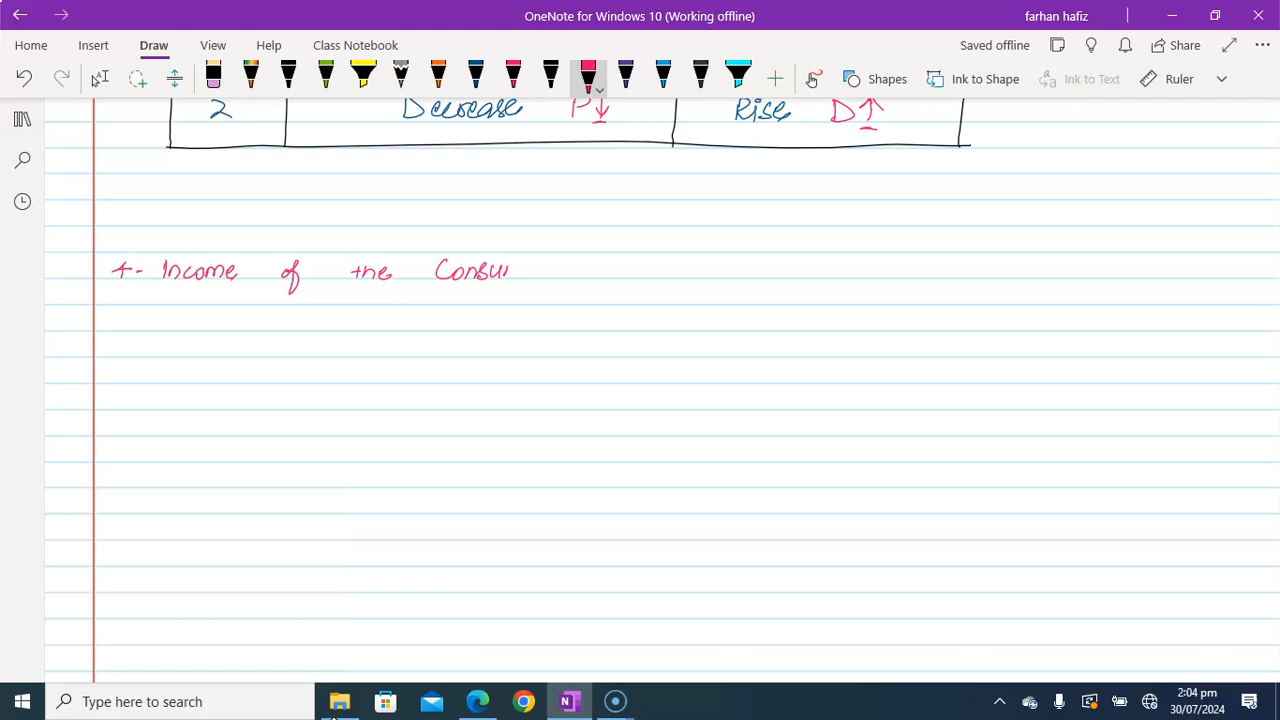 OneNote for Windows 10 (Working offline)
farhan hafiz
Home Insert Draw View Help Class Notebook
Saved offline Share
Shapes Ink to Shape Ink to Text Ruler
2 Decrease P↓ Rise D↑
4- Income of the Consu
Type here to search
2:04 pm
30/07/2024